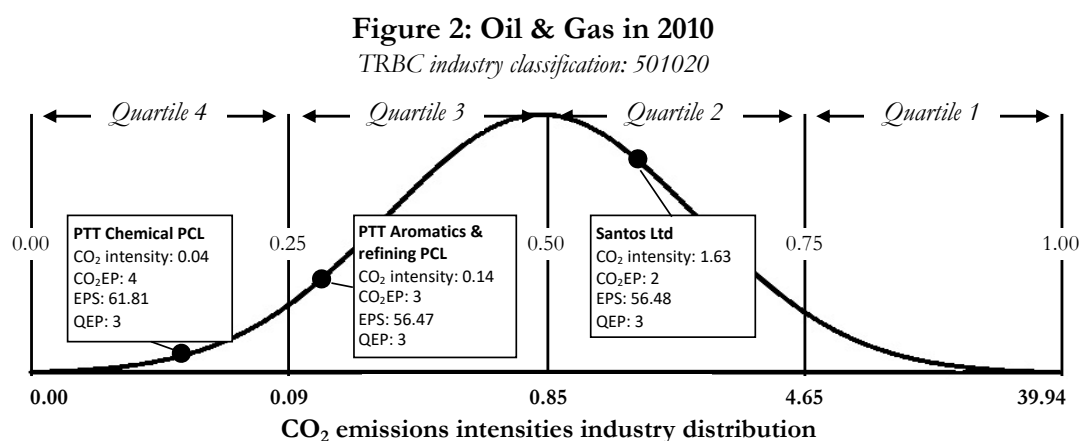 Figure 2: Oil & Gas in 2010
TRBC industry classification: 501020
Quartile 4
Quartile 3
Quartile 2
Quartile 1
0.00
PTT Chemical PCL
CO₂ intensity: 0.04
CO₂EP: 4
EPS: 61.81
QEP: 3
0.25
PTT Aromatics &
refining PCL
CO₂ intensity: 0.14
CO₂EP: 3
EPS: 56.47
QEP: 3
0.50
Santos Ltd
CO₂ intensity: 1.63
CO₂EP: 2
EPS: 56.48
QEP: 3
0.75
1.00
0.00
0.09
0.85
4.65
39.94
CO₂ emissions intensities industry distribution